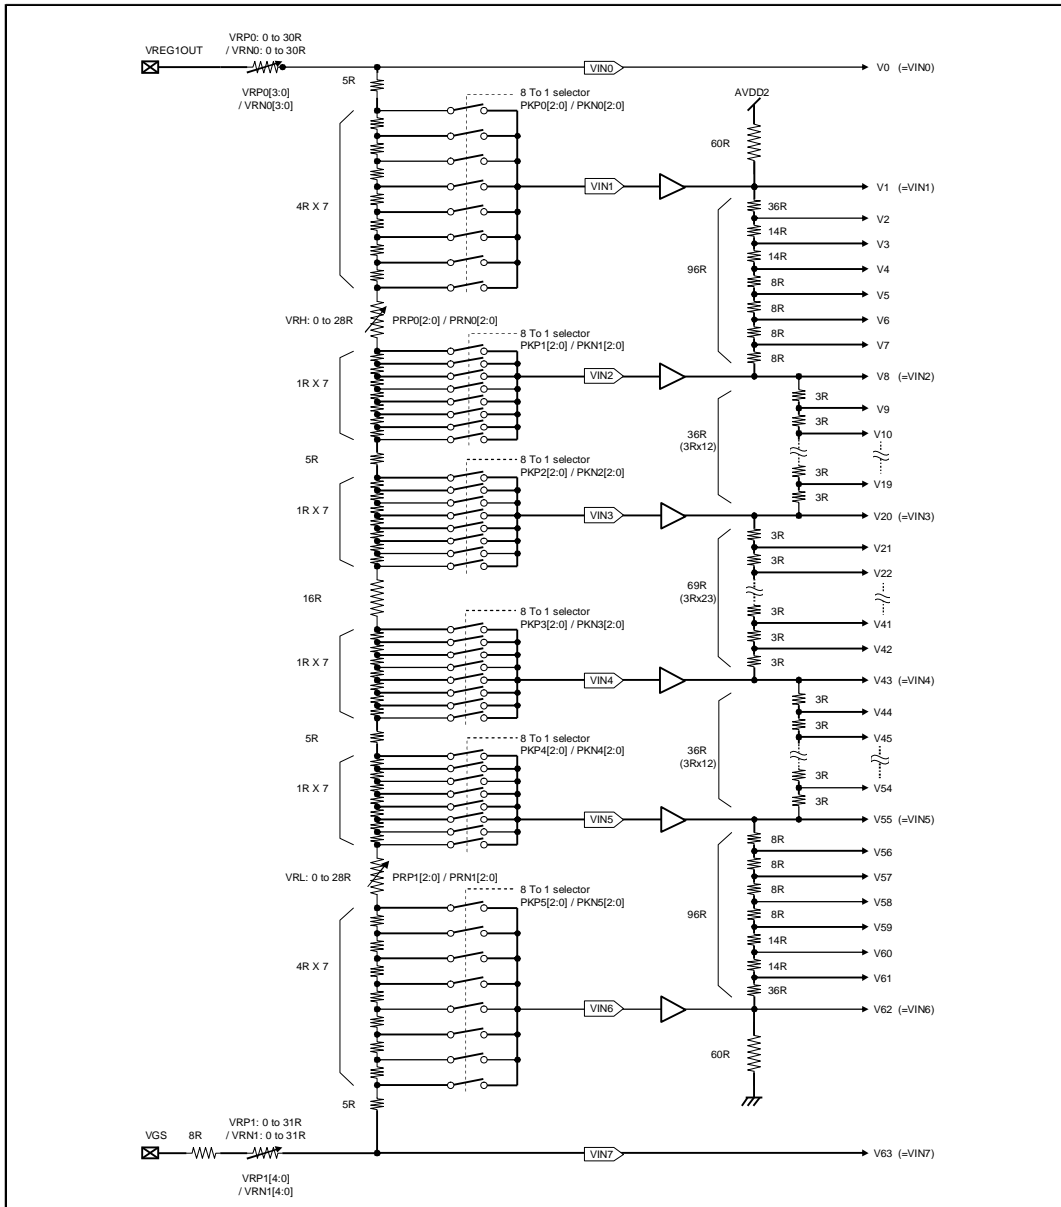 VRP0: 0 to 30R
/ VRN0: 0 to 30R
VREG1OUT
VRP0[3:0]
/ VRN0[3:0]
5R
VIN0
V0 (=VIN0)
8 To 1 selector
PKP0[2:0] / PKN0[2:0]
AVDD2
60R
4R X 7
VIN1
V1 (=VIN1)
36R
V2
14R
V3
14R
V4
96R
8R
V5
8R
V6
8R
V7
8R
VRH: 0 to 28R
PRP0[2:0] / PRN0[2:0]
8 To 1 selector
PKP1[2:0] / PKN1[2:0]
1R X 7
VIN2
V8 (=VIN2)
3R
V9
3R
V10
36R
(3Rx12)
5R
8 To 1 selector
PKP2[2:0] / PKN2[2:0]
3R
V19
3R
1R X 7
VIN3
V20 (=VIN3)
3R
V21
3R
V22
69R
(3Rx23)
16R
8 To 1 selector
PKP3[2:0] / PKN3[2:0]
3R
V41
3R
V42
3R
1R X 7
VIN4
V43 (=VIN4)
3R
V44
3R
V45
5R
8 To 1 selector
PKP4[2:0] / PKN4[2:0]
36R
(3Rx12)
3R
V54
3R
1R X 7
VIN5
V55 (=VIN5)
8R
V56
8R
V57
VRL: 0 to 28R
PRP1[2:0] / PRN1[2:0]
8 To 1 selector
PKP5[2:0] / PKN5[2:0]
8R
V58
8R
V59
96R
14R
V60
14R
V61
36R
4R X 7
VIN6
V62 (=VIN6)
60R
5R
VRP1: 0 to 31R
/ VRN1: 0 to 31R
VGS
8R
VRP1[4:0]
/ VRN1[4:0]
VIN7
V63 (=VIN7)